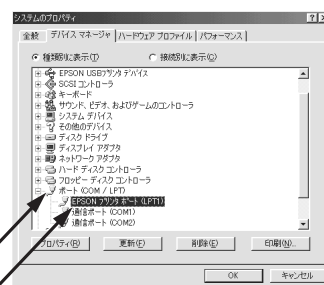 システムのプロパティ
全般 デバイス マネージャ ハードウェア プロファイル パフォーマンス
種類別に表示(T) 接続別に表示(C)
EPSON USBプリンタ デバイス
SCSI コントローラ
キーボード
サウンド、ビデオ、およびゲームのコントローラ
システム デバイス
その他のデバイス
ディスク ドライブ
ディスプレイ アダプタ
ネットワーク アダプタ
ハード ディスク コントローラ
フロッピー ディスク コントローラ
ポート (COM / LPT)
EPSON プリンタ ポート (LPT1)
通信ポート (COM1)
通信ポート (COM2)
プロパティ(R) 更新(F) 削除(E) 印刷(N)...
OK キャンセル